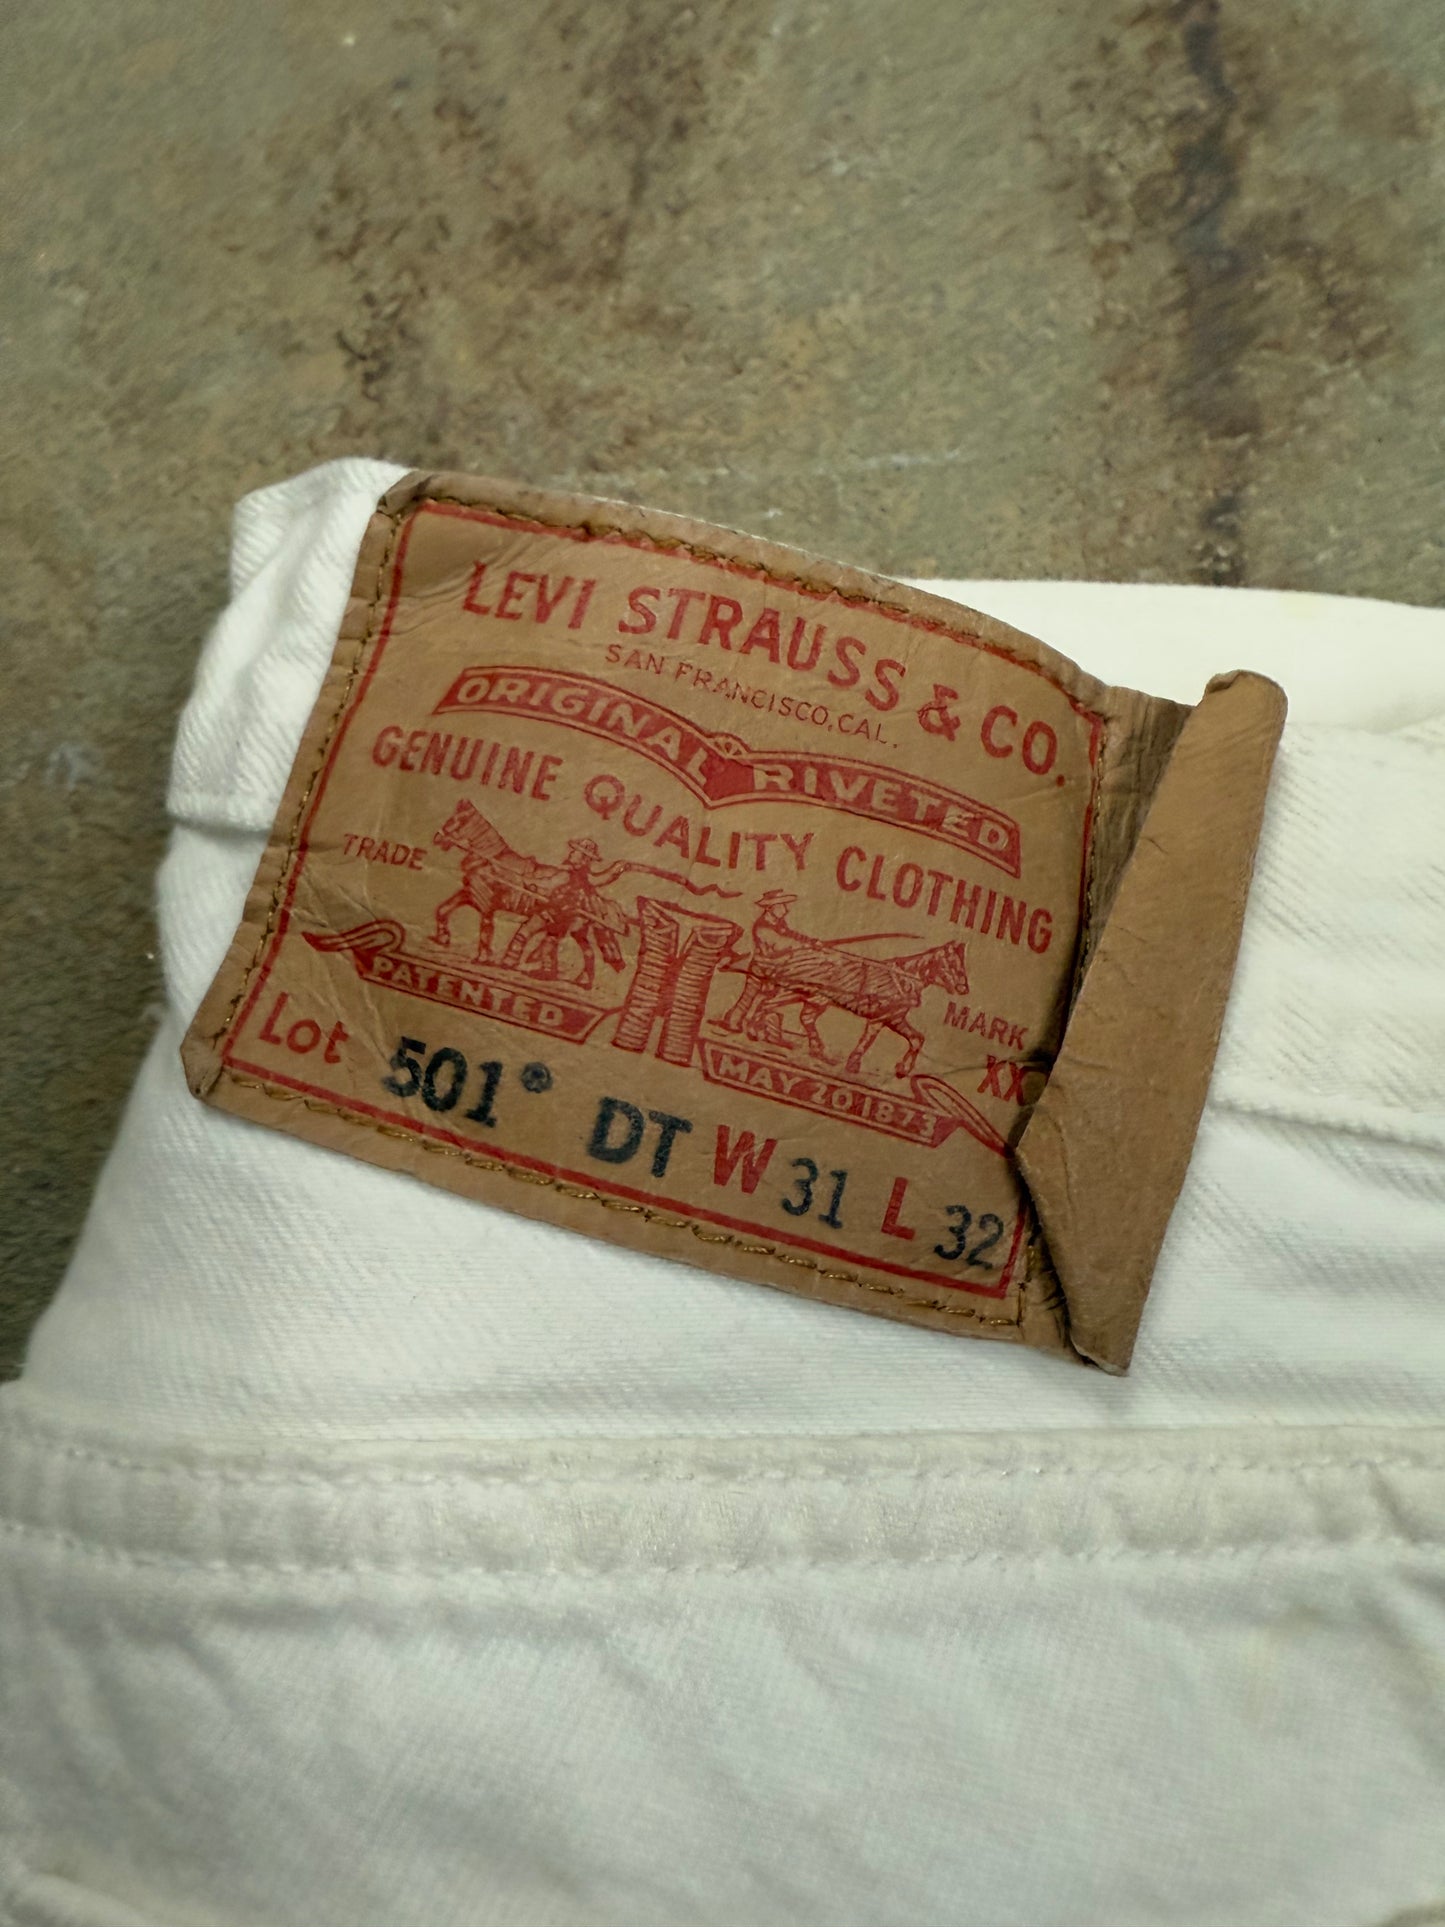 LEVI STRAUSS & CO.
SAN FRANCISCO, CAL.
ORIGINAL RIVETED
GENUINE QUALITY CLOTHING
TRADE MARK
PATENTED MAY 20 1873 XX
Lot 501® DT W 31 L 32